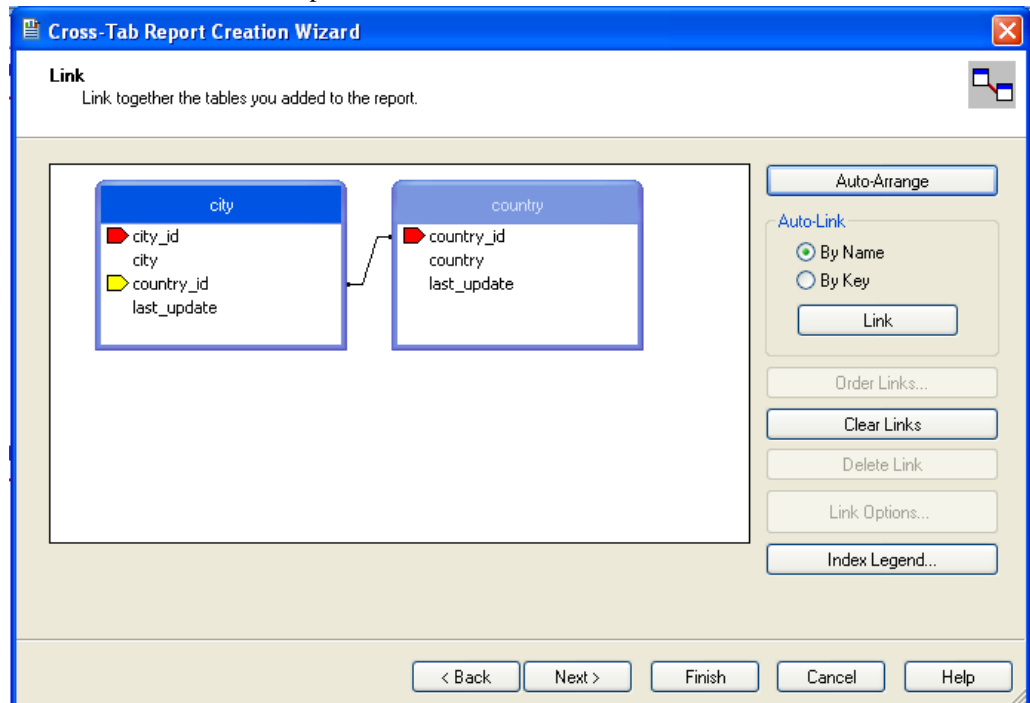 Cross-Tab Report Creation Wizard
Link
Link together the tables you added to the report.
city
city_id
city
country_id
last_update
country
country_id
country
last_update
Auto-Arrange
Auto-Link
By Name
By Key
Link
Order Links...
Clear Links
Delete Link
Link Options...
Index Legend...
< Back
Next >
Finish
Cancel
Help